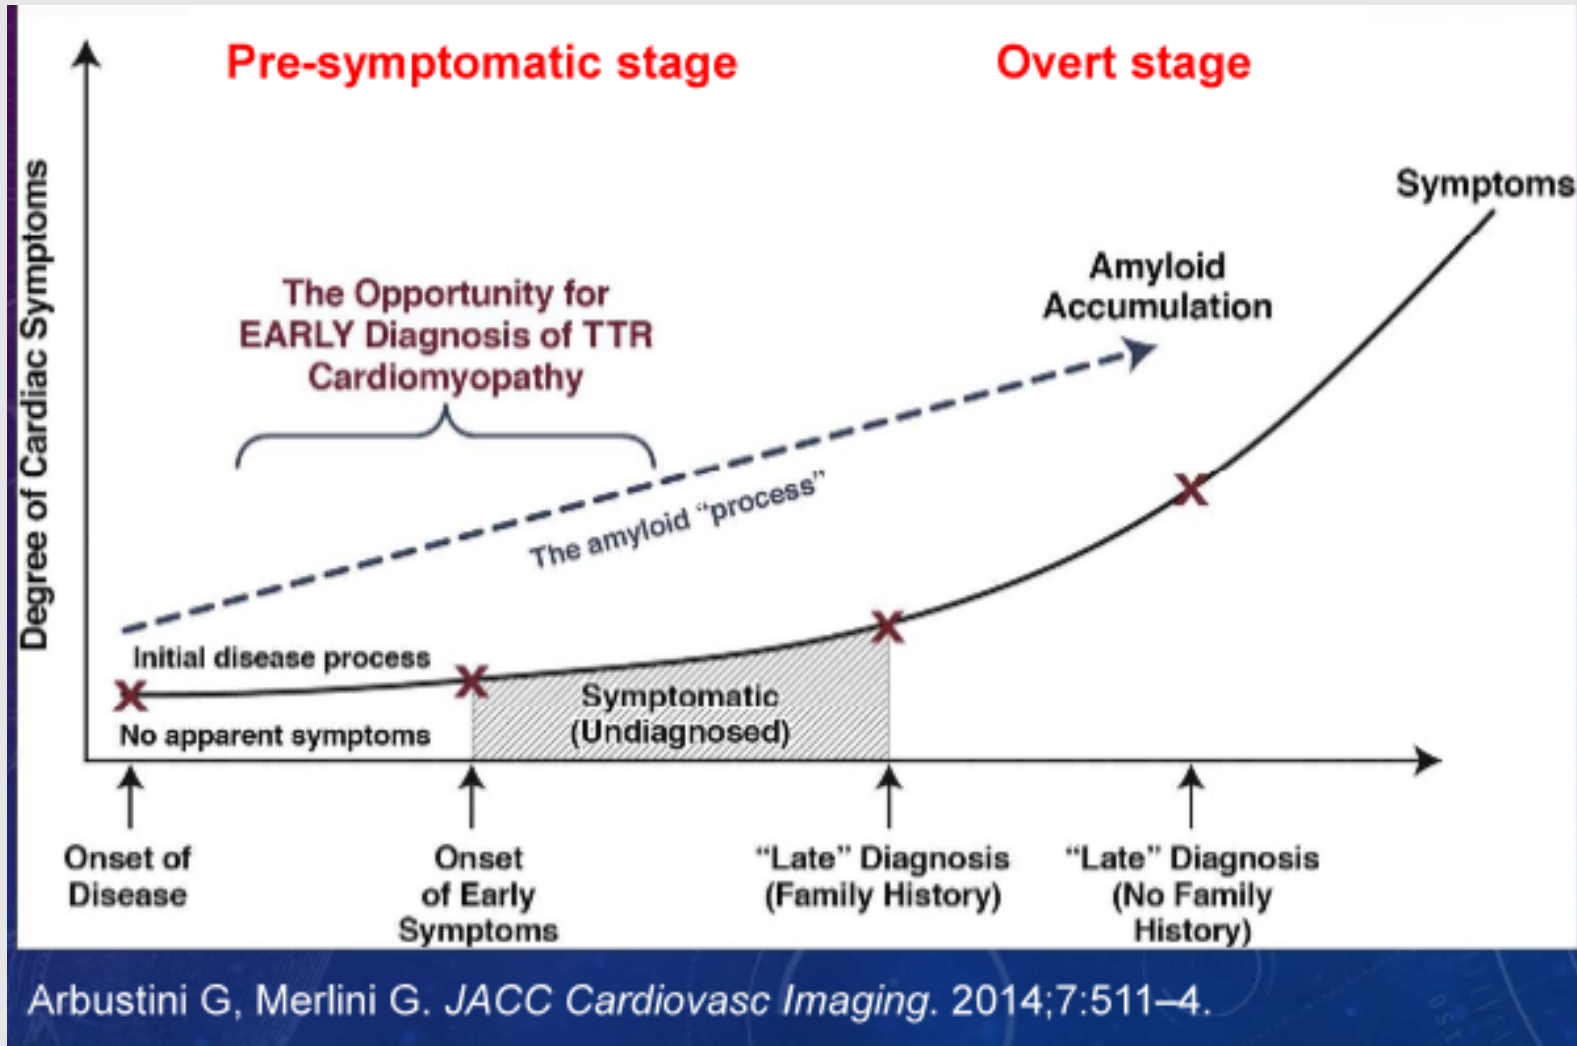 Pre-symptomatic stage
Overt stage
Degree of Cardiac Symptoms
Symptoms
Amyloid
Accumulation
The Opportunity for
EARLY Diagnosis of TTR
Cardiomyopathy
The amyloid “process”
Initial disease process
No apparent symptoms
Symptomatic
(Undiagnosed)
Onset of
Disease
Onset
of Early
Symptoms
“Late” Diagnosis
(Family History)
“Late” Diagnosis
(No Family
History)
Arbustini G, Merlini G. JACC Cardiovasc Imaging. 2014;7:511–4.